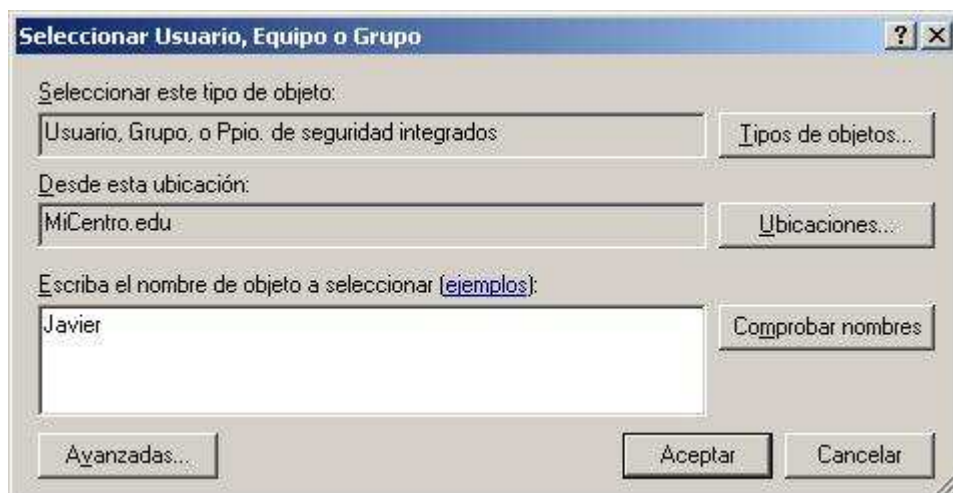 Seleccionar Usuario, Equipo o Grupo
Seleccionar este tipo de objeto:
Usuario, Grupo, o Ppio. de seguridad integrados
Tipos de objetos...
Desde esta ubicación:
MiCentro.edu
Ubicaciones...
Escriba el nombre de objeto a seleccionar (ejemplos):
Javier
Comprobar nombres
Avanzadas...
Aceptar
Cancelar